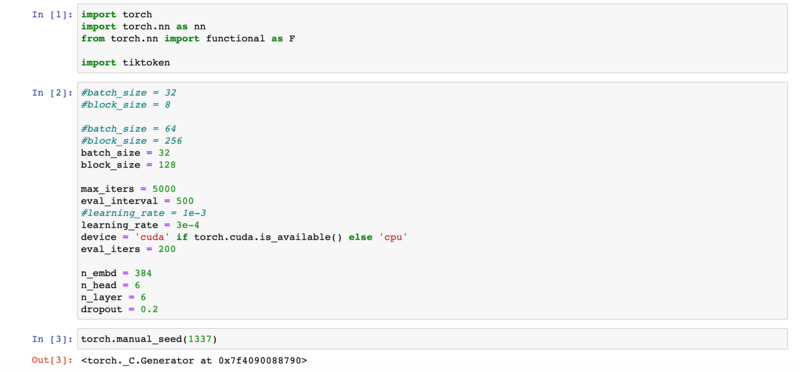 In [1]: import torch
import torch.nn as nn
from torch.nn import functional as F
import tiktoken
In [2]: #batch_size = 32
#block_size = 8
#batch_size = 64
#block_size = 256
batch_size = 32
block_size = 128
max_iters = 5000
eval_interval = 500
#learning_rate = 1e-3
learning_rate = 3e-4
device = 'cuda' if torch.cuda.is_available() else 'cpu'
eval_iters = 200
n_embd = 384
n_head = 6
n_layer = 6
dropout = 0.2
In [3]: torch.manual_seed(1337)
Out[3]: <torch._C.Generator at 0x7f4090088790>